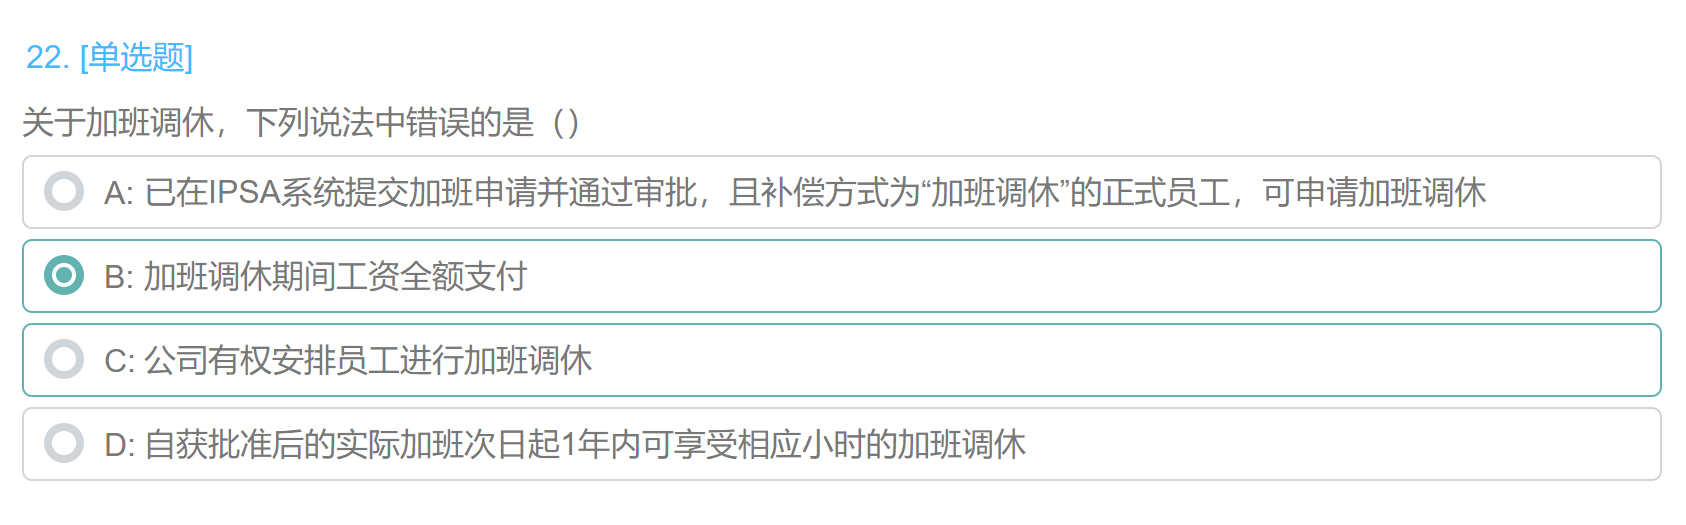 22. [单选题]
关于加班调休，下列说法中错误的是（）
A: 已在IPSA系统提交加班申请并通过审批，且补偿方式为“加班调休”的正式员工，可申请加班调休
B: 加班调休期间工资全额支付
C: 公司有权安排员工进行加班调休
D: 自获批准后的实际加班次日起1年内可享受相应小时的加班调休